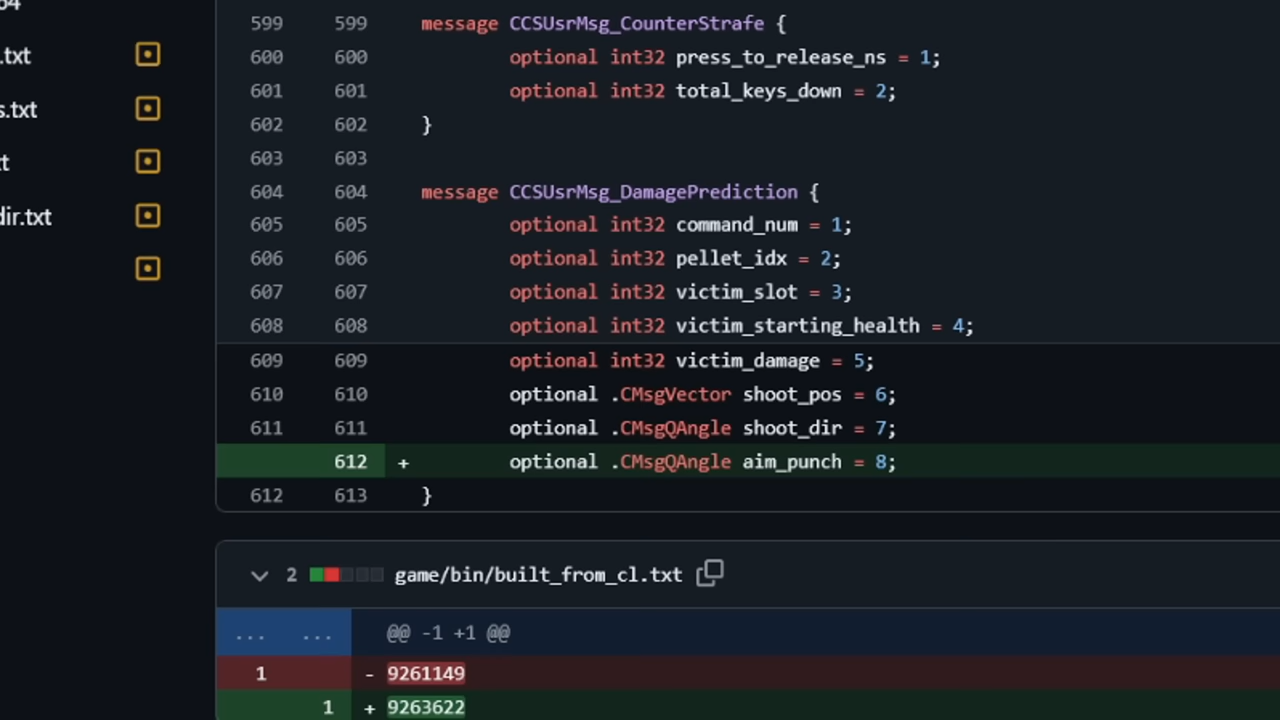 64
.txt
s.txt
t
dir.txt
599 599 message CCSUsrMsg_CounterStrafe {
600 600 optional int32 press_to_release_ns = 1;
601 601 optional int32 total_keys_down = 2;
602 602 }
603 603
604 604 message CCSUsrMsg_DamagePrediction {
605 605 optional int32 command_num = 1;
606 606 optional int32 pellet_idx = 2;
607 607 optional int32 victim_slot = 3;
608 608 optional int32 victim_starting_health = 4;
609 609 optional int32 victim_damage = 5;
610 610 optional .CMsgVector shoot_pos = 6;
611 611 optional .CMsgQAngle shoot_dir = 7;
612 + optional .CMsgQAngle aim_punch = 8;
612 613 }
2 game/bin/built_from_cl.txt
... ... @@ -1 +1 @@
1 - 9261149
1 + 9263622